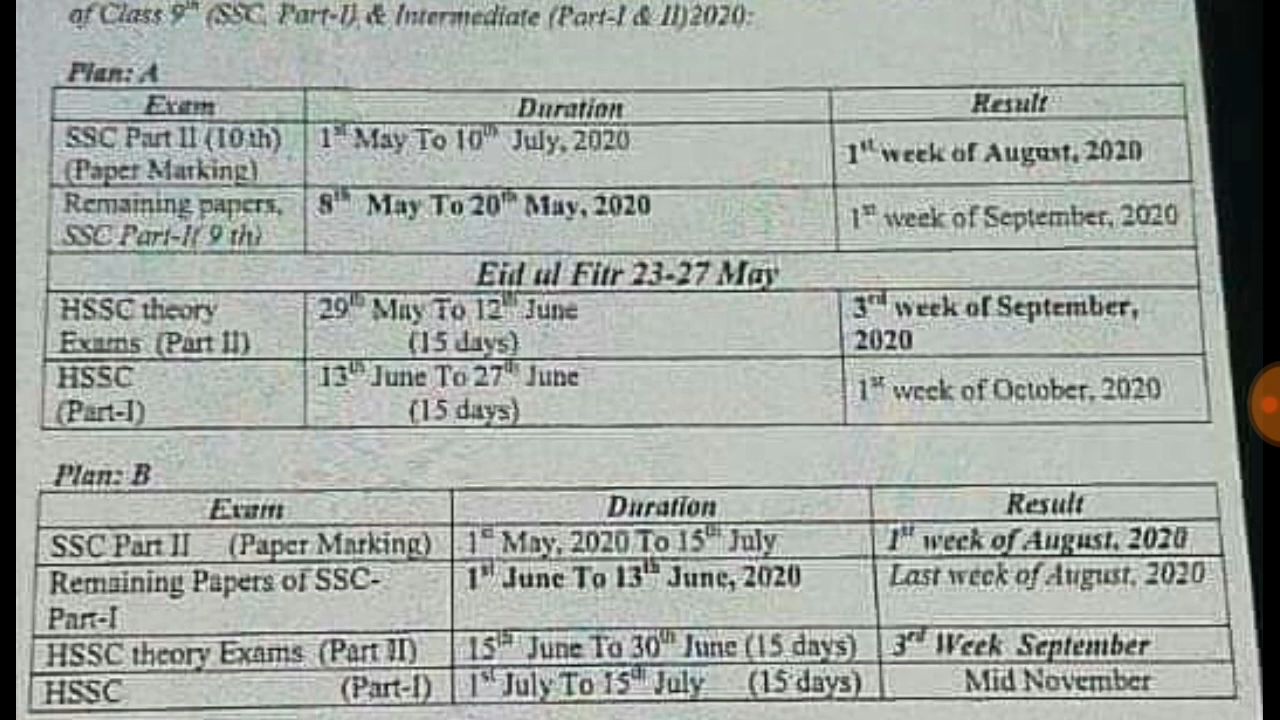 of Class 9th (SSC, Part-I) & Intermediate (Part-I & II)2020:
Plan: A
Exam Duration Result
SSC Part II (10 th) 1st May To 10th July, 2020
(Paper Marking) 1st week of August, 2020
Remaining papers, 8th May To 20th May, 2020
SSC Part-I( 9 th) 1st week of September, 2020
Eid ul Fitr 23-27 May
HSSC theory 29th May To 12th June 3rd week of September,
Exams (Part II) (15 days) 2020
HSSC 13th June To 27th June
(Part-I) (15 days) 1st week of October, 2020
Plan: B
Exam Duration Result
SSC Part II (Paper Marking) 1st May, 2020 To 15th July 1st week of August, 2020
Remaining Papers of SSC- 1st June To 13th June, 2020 Last week of August, 2020
Part-I
HSSC theory Exams (Part II) 15th June To 30th June (15 days) 3rd Week September
HSSC (Part-I) 1st July To 15th July (15 days) Mid November